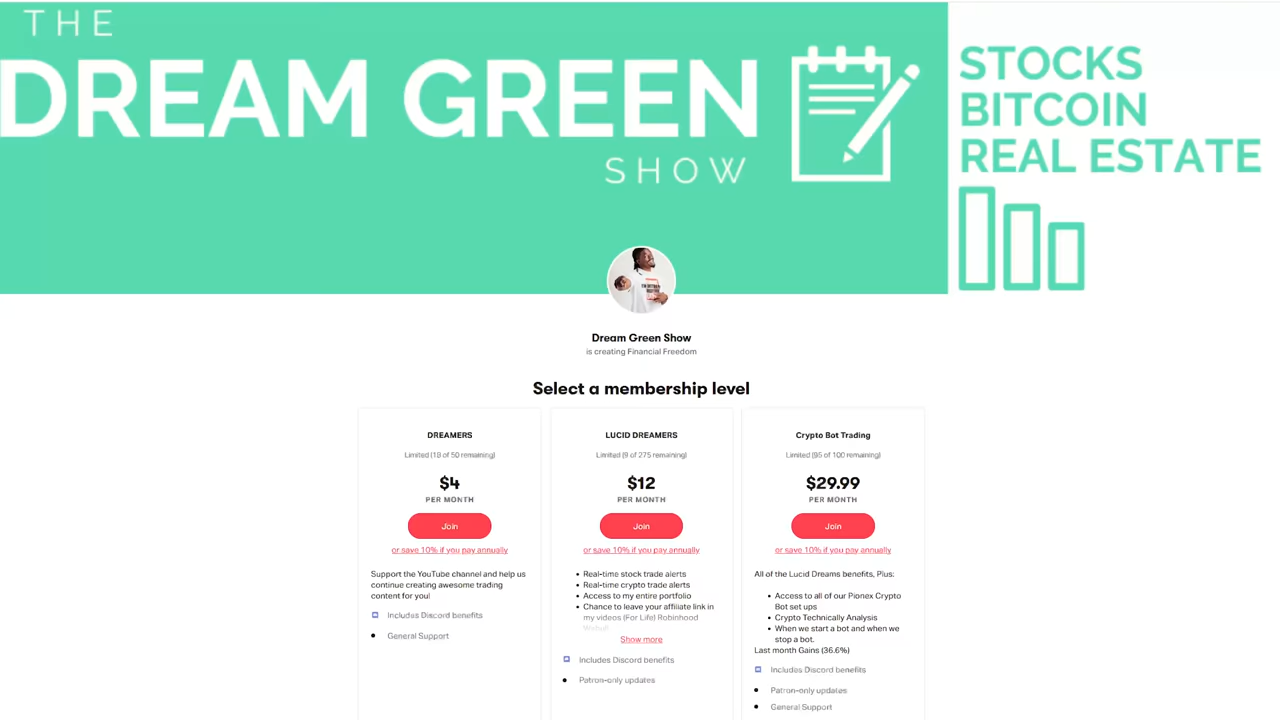 THE
DREAM GREEN
SHOW
STOCKS
BITCOIN
REAL ESTATE
Dream Green Show
is creating Financial Freedom
Select a membership level
DREAMERS
Limited (18 of 50 remaining)
$4
PER MONTH
Join
or save 10% if you pay annually
Support the YouTube channel and help us
continue creating awesome trading
content for you!
Includes Discord benefits
• General Support
LUCID DREAMERS
Limited (9 of 275 remaining)
$12
PER MONTH
Join
or save 10% if you pay annually
• Real-time stock trade alerts
• Real-time crypto trade alerts
• Access to my entire portfolio
• Chance to leave your affiliate link in
my videos (For Life) Robinhood
Show more
Includes Discord benefits
• Patron-only updates
Crypto Bot Trading
Limited (95 of 100 remaining)
$29.99
PER MONTH
Join
or save 10% if you pay annually
All of the Lucid Dreams benefits, Plus:
• Access to all of our Pionex Crypto
Bot set ups
• Crypto Technically Analysis
• When we start a bot and when we
stop a bot.
Last month Gains (36.6%)
Includes Discord benefits
• Patron-only updates
• General Support